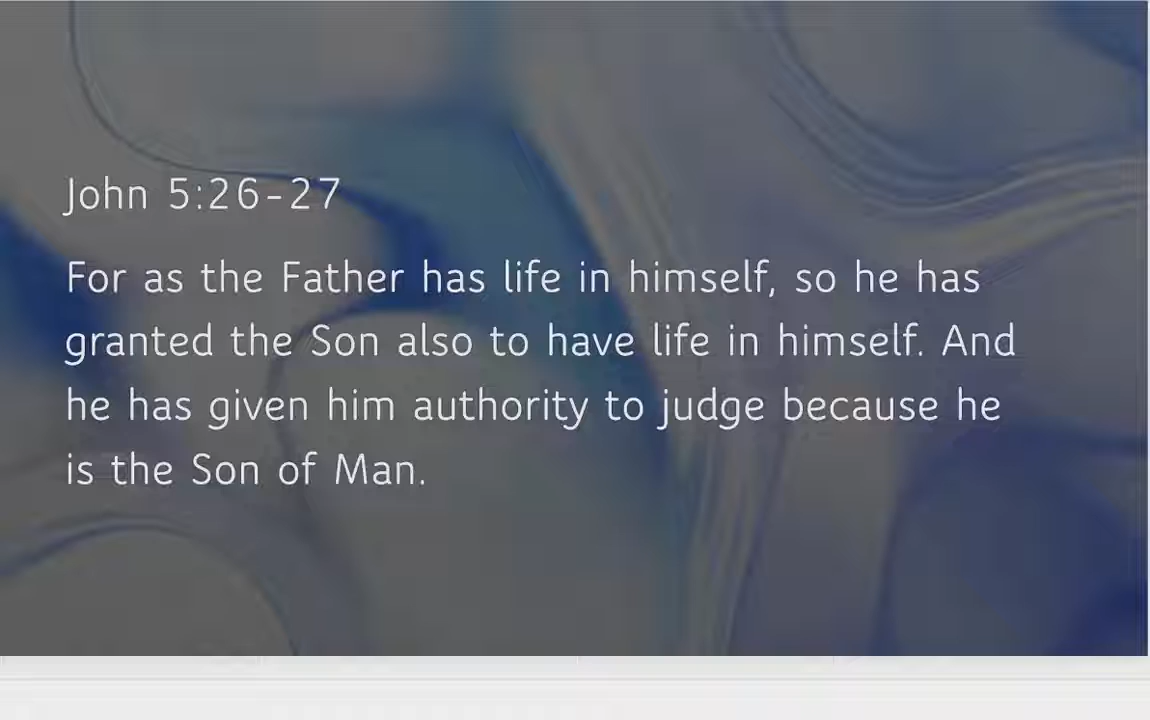 John 5:26-27
For as the Father has life in himself, so he has
granted the Son also to have life in himself. And
he has given him authority to judge because he
is the Son of Man.